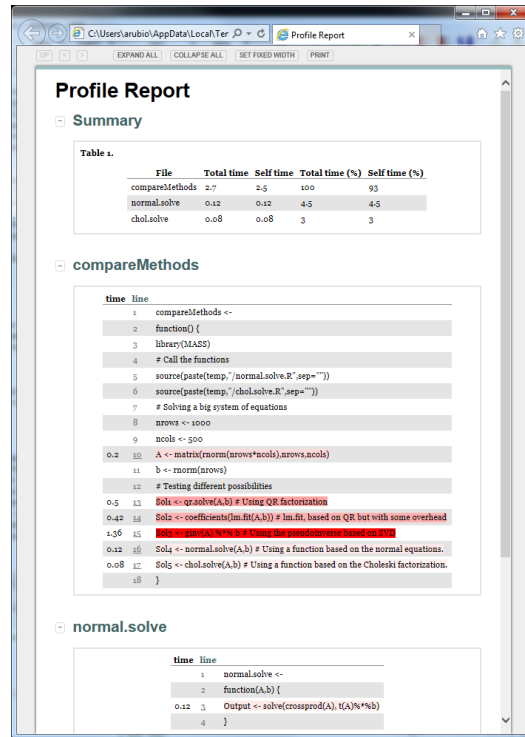 C:\Users\arubio\AppData\Local\Ter
Profile Report
UP < > EXPAND ALL COLLAPSE ALL SET FIXED WIDTH PRINT
Profile Report
Summary
Table 1.
File Total time Self time Total time (%) Self time (%)
compareMethods 2.7 2.5 100 93
normal.solve 0.12 0.12 4.5 4.5
chol.solve 0.08 0.08 3 3
compareMethods
time line
1 compareMethods <-
2 function() {
3 library(MASS)
4 # Call the functions
5 source(paste(temp,"/normal.solve.R",sep=""))
6 source(paste(temp,"/chol.solve.R",sep=""))
7 # Solving a big system of equations
8 nrows <- 1000
9 ncols <- 500
0.2 10 A <- matrix(rnorm(nrows*ncols),nrows,ncols)
11 b <- rnorm(nrows)
12 # Testing different possibilities
0.5 13 Sol1 <- qr.solve(A,b) # Using QR factorization
0.42 14 Sol2 <- coefficients(lm.fit(A,b)) # lm.fit, based on QR but with some overhead
1.36 15 Sol3 <- ginv(A) %*% b # Using the pseudoinverse based on SVD
0.12 16 Sol4 <- normal.solve(A,b) # Using a function based on the normal equations.
0.08 17 Sol5 <- chol.solve(A,b) # Using a function based on the Choleski factorization.
18 }
normal.solve
time line
1 normal.solve <-
2 function(A,b) {
0.12 3 Output <- solve(crossprod(A), t(A)%*%b)
4 }